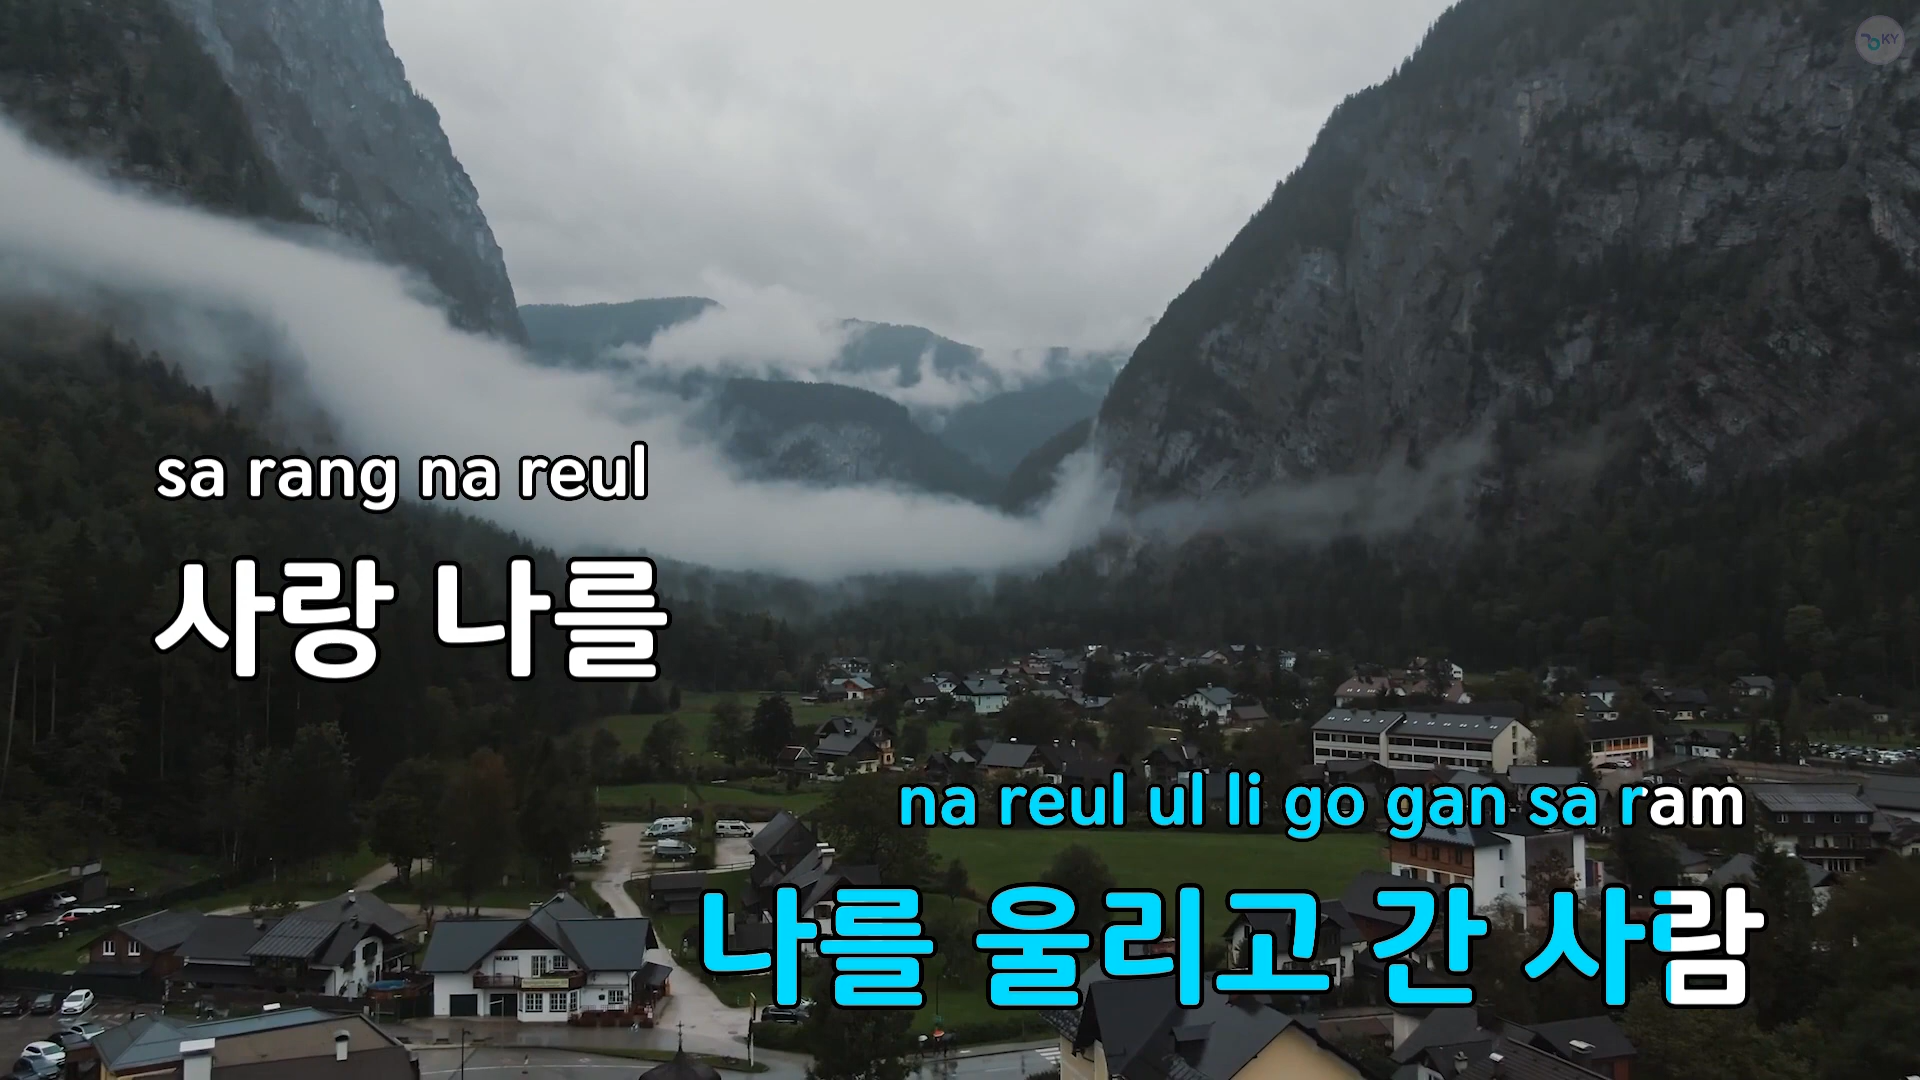 KY
sa rang na reul
사랑 나를
na reul ul li go gan sa ram
나를 울리고 간 사람